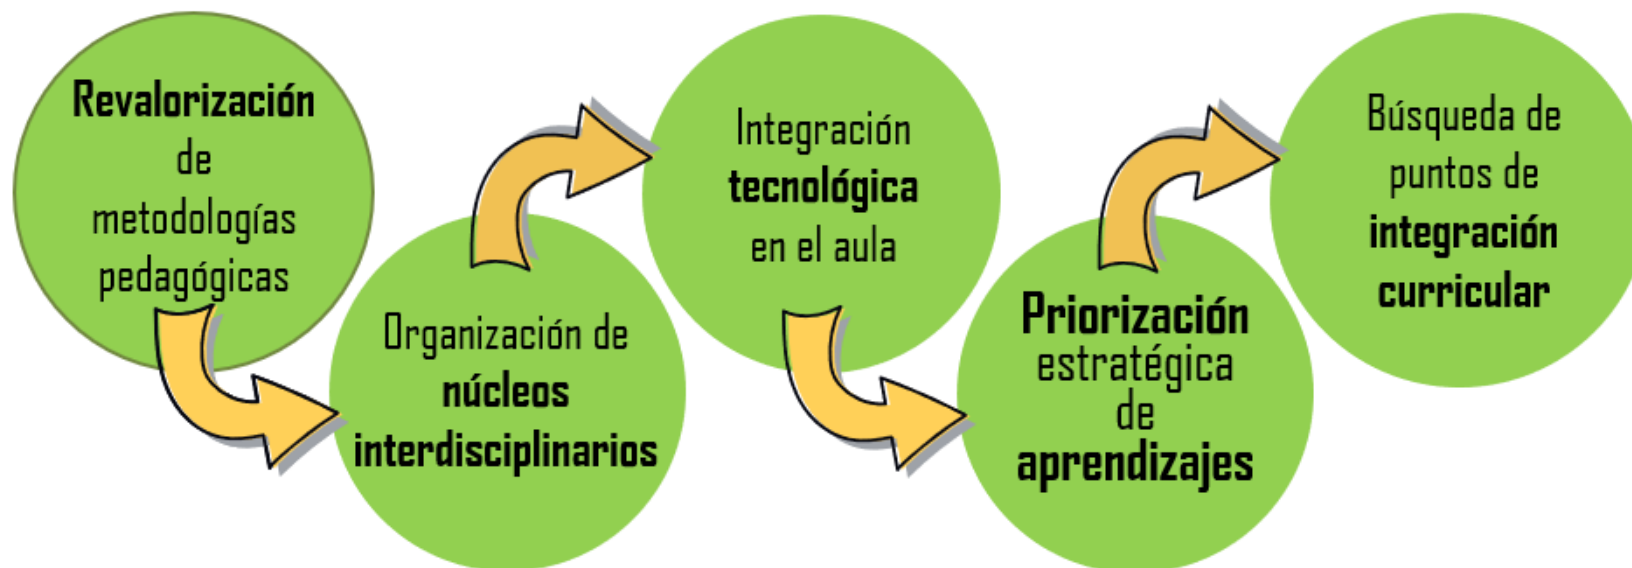 Revalorización
de
metodologías
pedagógicas
Organización de
núcleos
interdisciplinarios
Integración
tecnológica
en el aula
Priorización
estratégica
de
aprendizajes
Búsqueda de
puntos de
integración
curricular